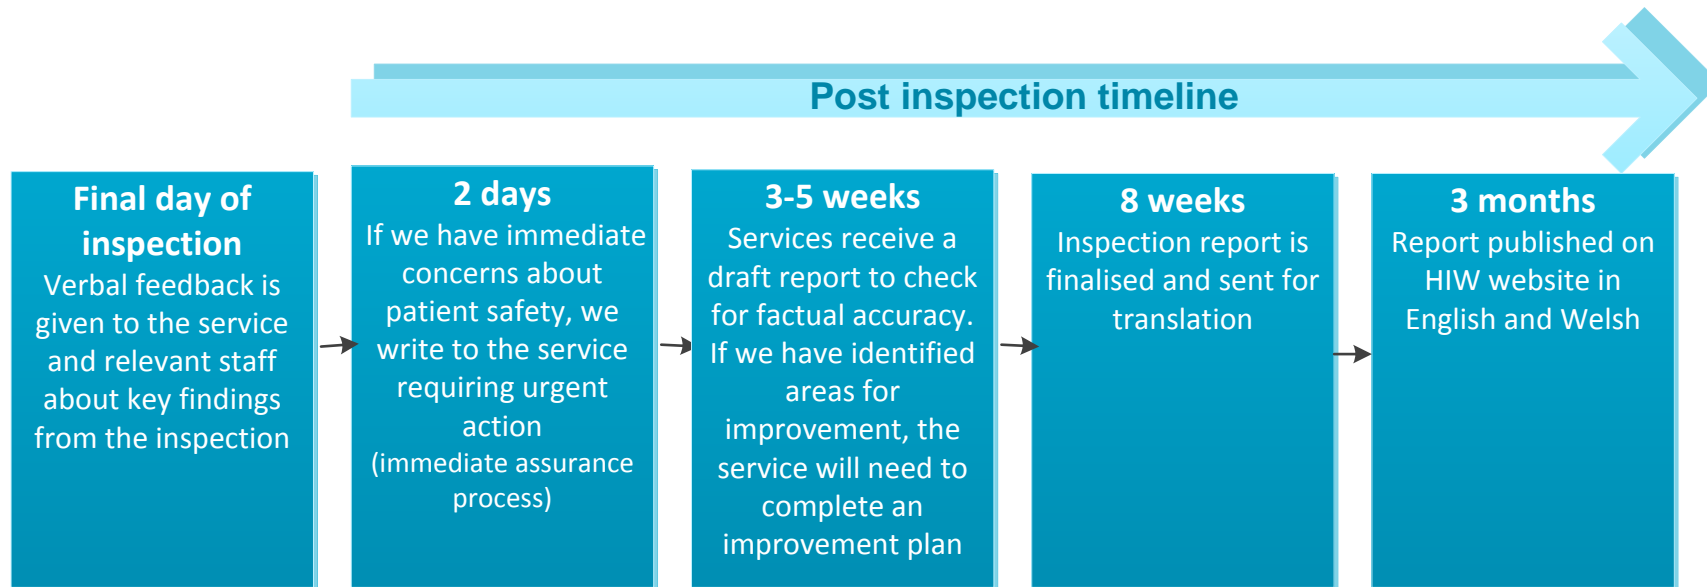 Post inspection timeline
Final day of
inspection
Verbal feedback is
given to the service
and relevant staff
about key findings
from the inspection
2 days
If we have immediate
concerns about
patient safety, we
write to the service
requiring urgent
action
(immediate assurance
process)
3-5 weeks
Services receive a
draft report to check
for factual accuracy.
If we have identified
areas for
improvement, the
service will need to
complete an
improvement plan
8 weeks
Inspection report is
finalised and sent for
translation
3 months
Report published on
HIW website in
English and Welsh